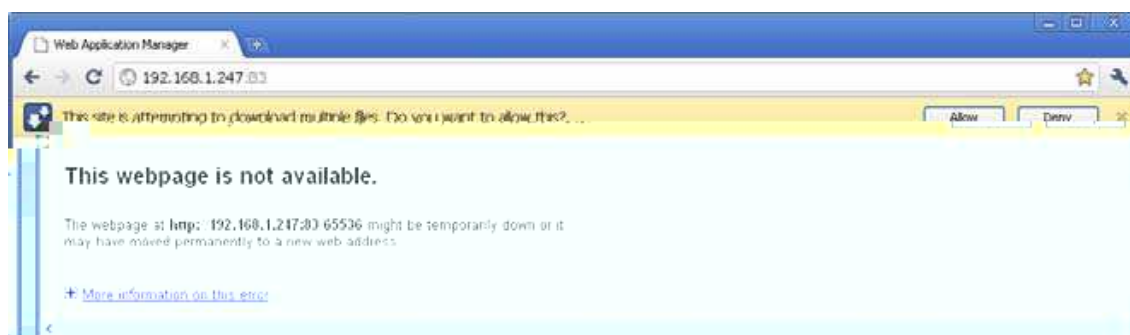 Web Application Manager
192.168.1.247:83
This site is attempting to download multiple files. Do you want to allow this?
Allow
Deny
This webpage is not available.
The webpage at http://192.168.1.247:83/65536 might be temporarily down or it
may have moved permanently to a new web address.
More information on this error